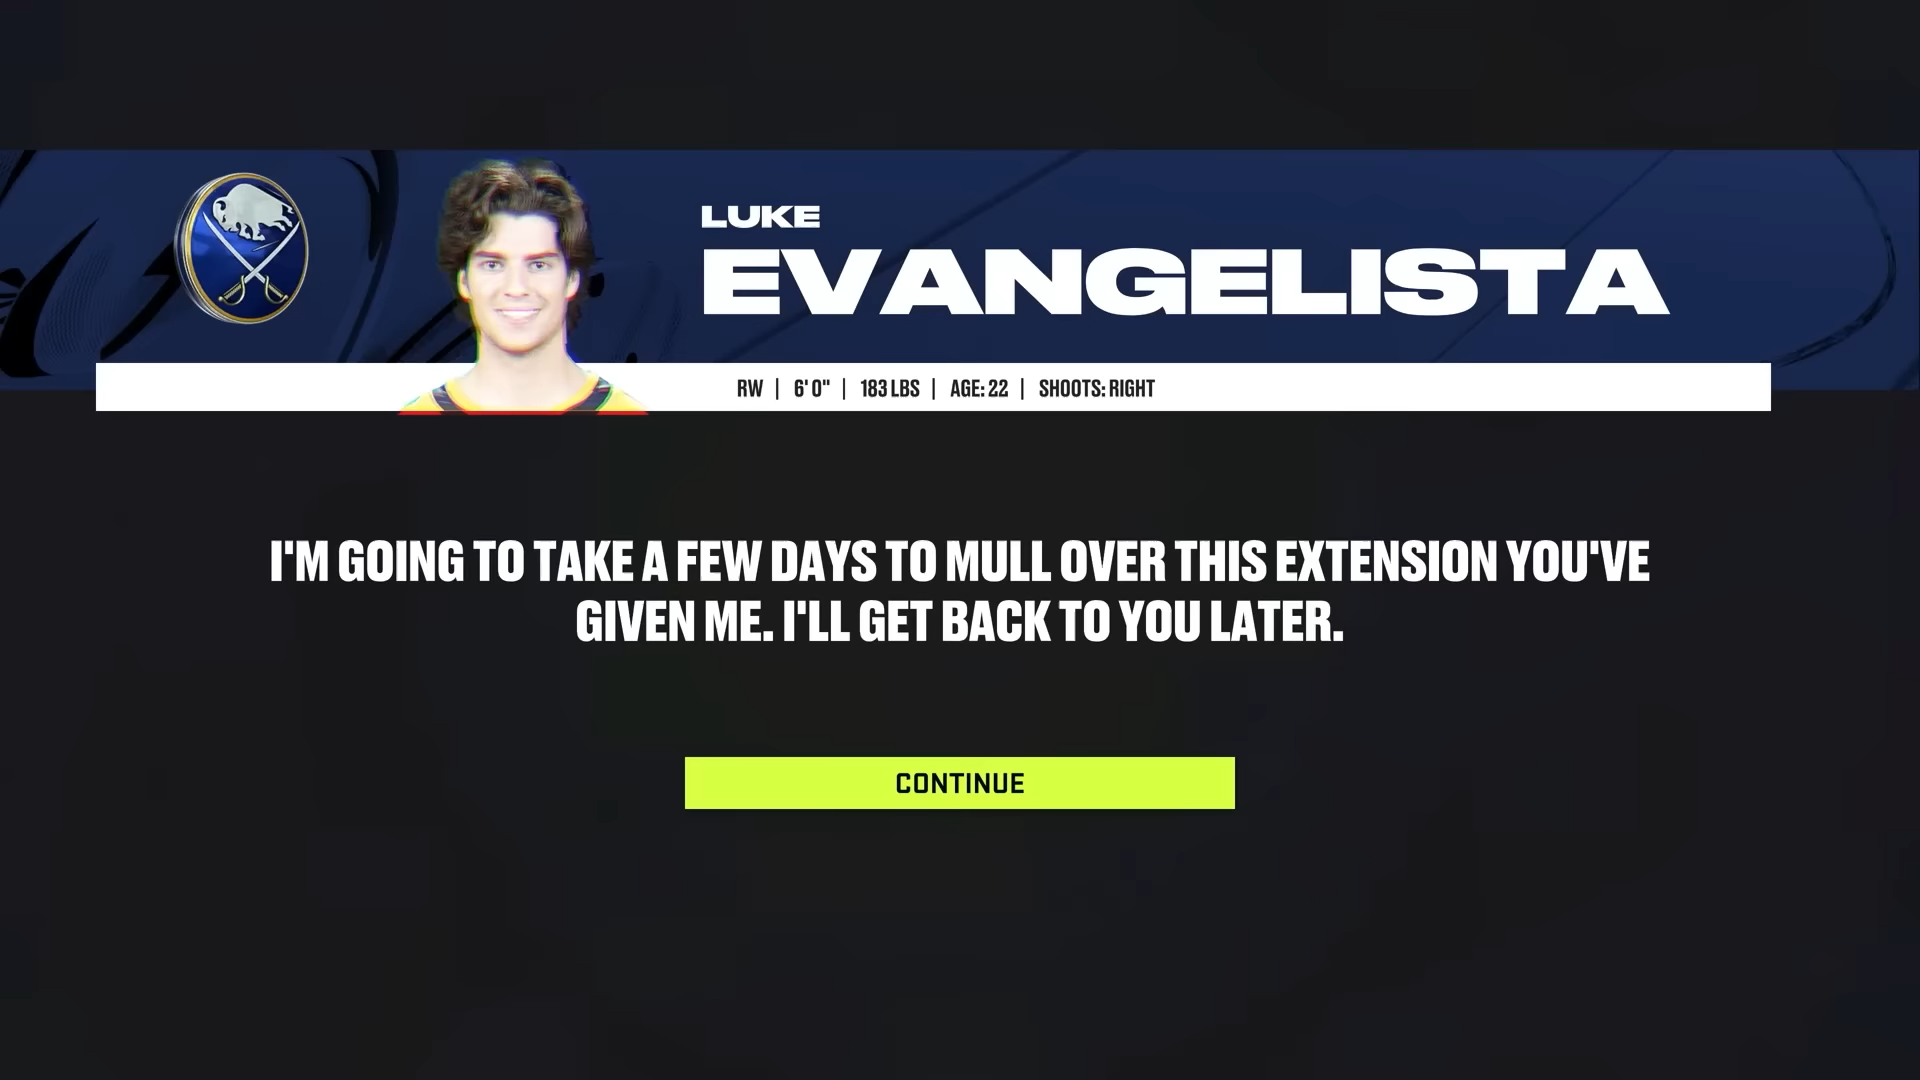 LUKE
EVANGELISTA
RW | 6' 0" | 183 LBS | AGE: 22 | SHOOTS: RIGHT
I'M GOING TO TAKE A FEW DAYS TO MULL OVER THIS EXTENSION YOU'VE
GIVEN ME. I'LL GET BACK TO YOU LATER.
CONTINUE